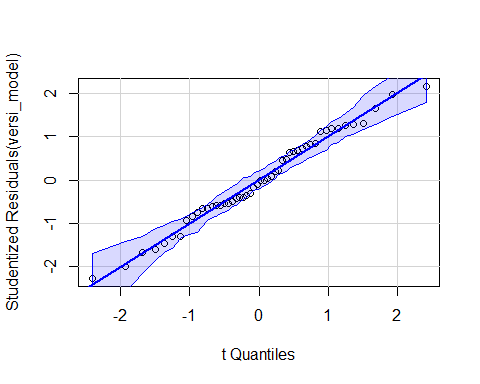 Studentized Residuals(versi_model)
2
1
0
-1
-2
-2 -1 0 1 2
t Quantiles